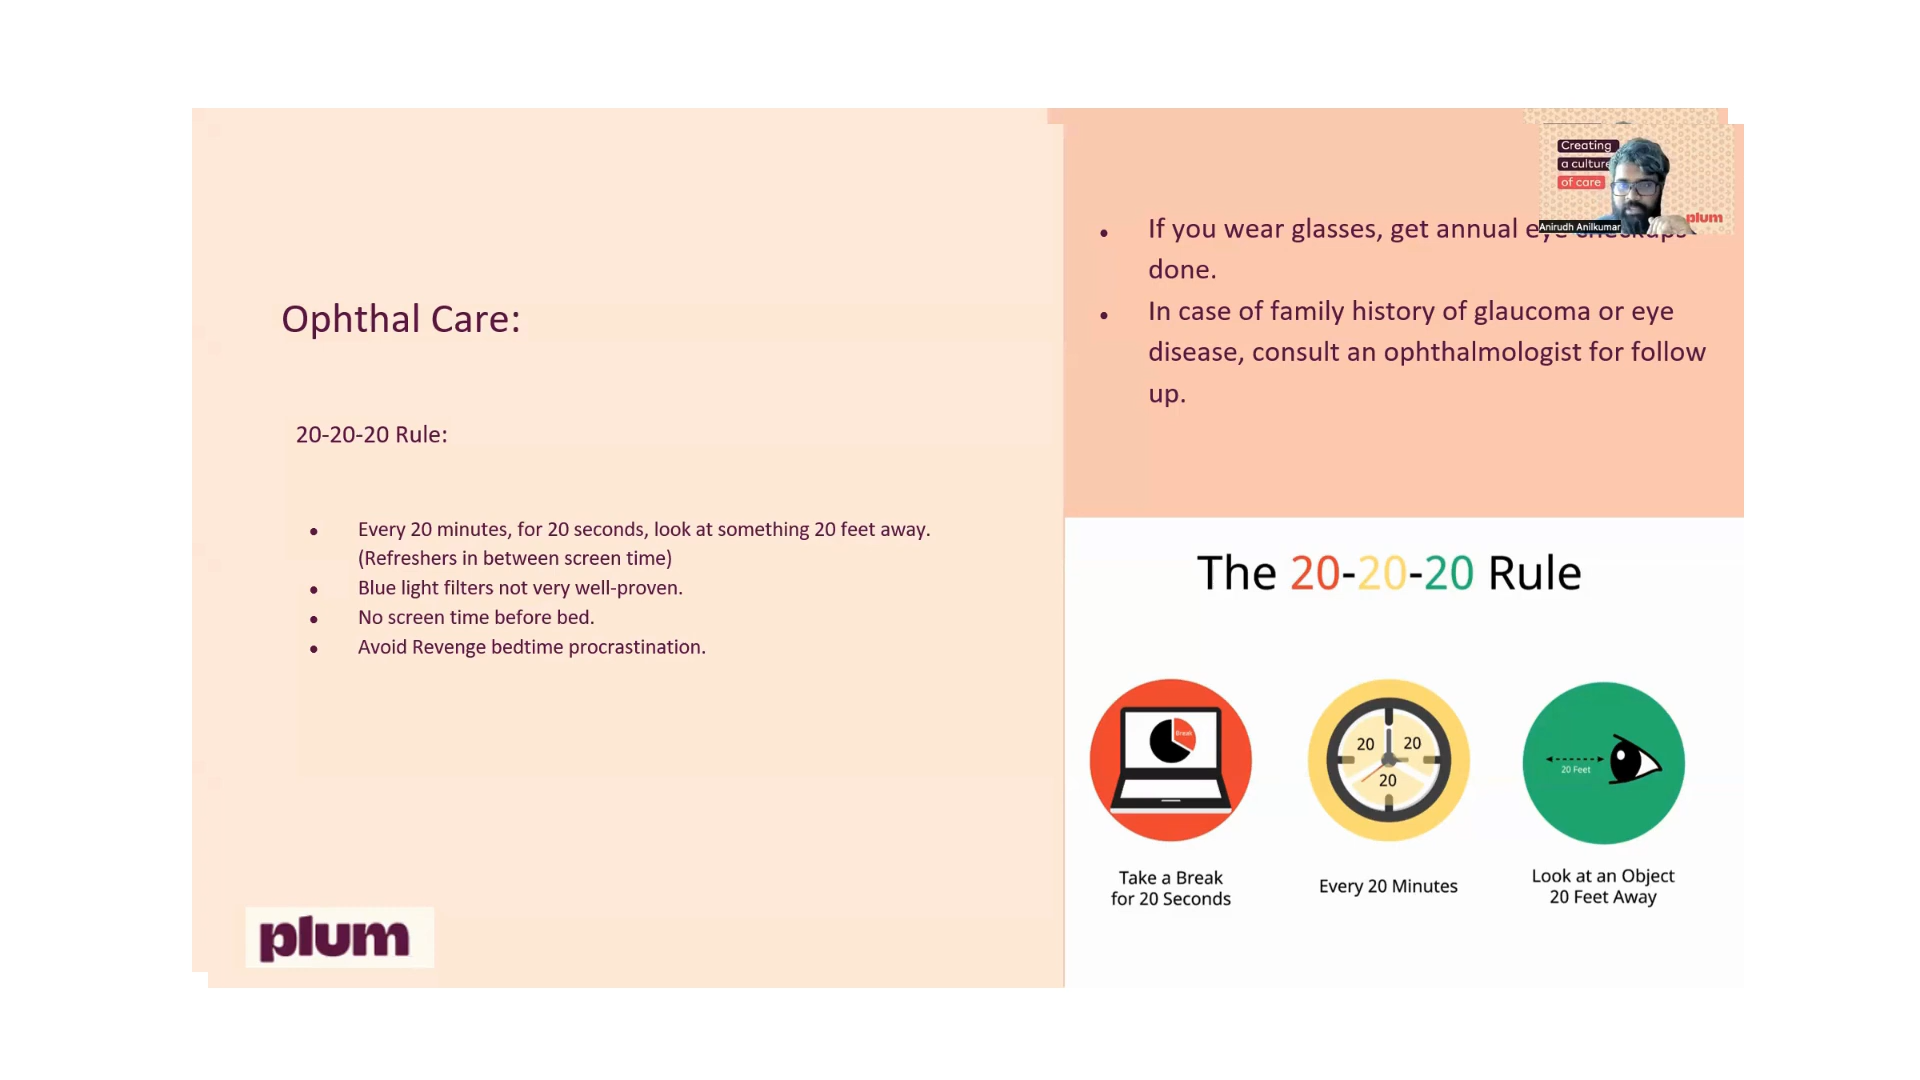 Ophthal Care:
20-20-20 Rule:
• Every 20 minutes, for 20 seconds, look at something 20 feet away.
(Refreshers in between screen time)
• Blue light filters not very well-proven.
• No screen time before bed.
• Avoid Revenge bedtime procrastination.
plum
Creating
a culture
of care
plum
Anirudh Anilkumar
• If you wear glasses, get annual eye checkups
done.
• In case of family history of glaucoma or eye
disease, consult an ophthalmologist for follow
up.
The 20-20-20 Rule
Break
20 20
20
20 Feet
Take a Break
for 20 Seconds
Every 20 Minutes
Look at an Object
20 Feet Away